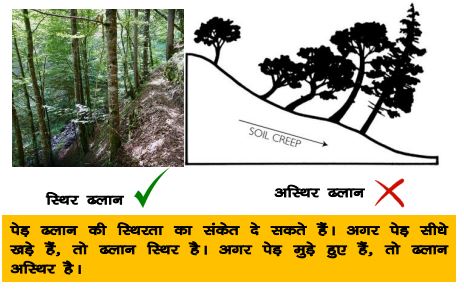 SOIL CREEP
स्थिर ढलान
अस्थिर ढलान
पेड़ ढलान की स्थिरता का संकेत दे सकते हैं। अगर पेड़ सीधे
खड़े हैं, तो ढलान स्थिर है। अगर पेड़ मुड़े हुए हैं, तो ढलान
अस्थिर है।